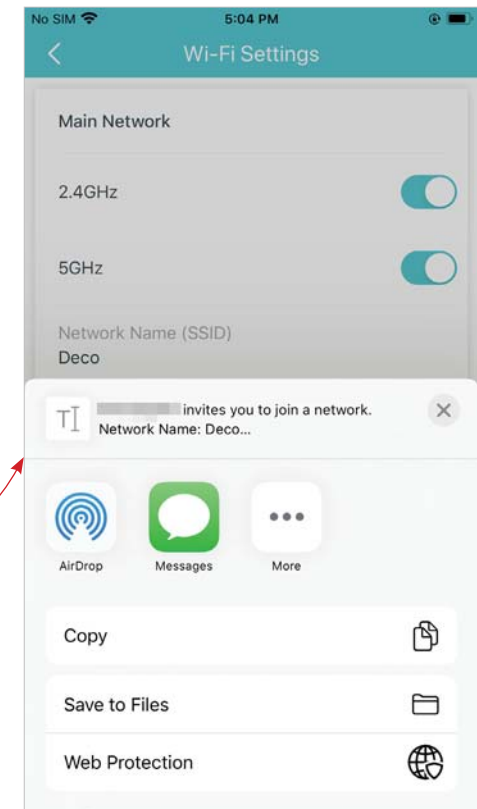 No SIM 5:04 PM
Wi-Fi Settings
Main Network
2.4GHz
5GHz
Network Name (SSID)
Deco
invites you to join a network.
Network Name: Deco...
AirDrop Messages More
Copy
Save to Files
Web Protection